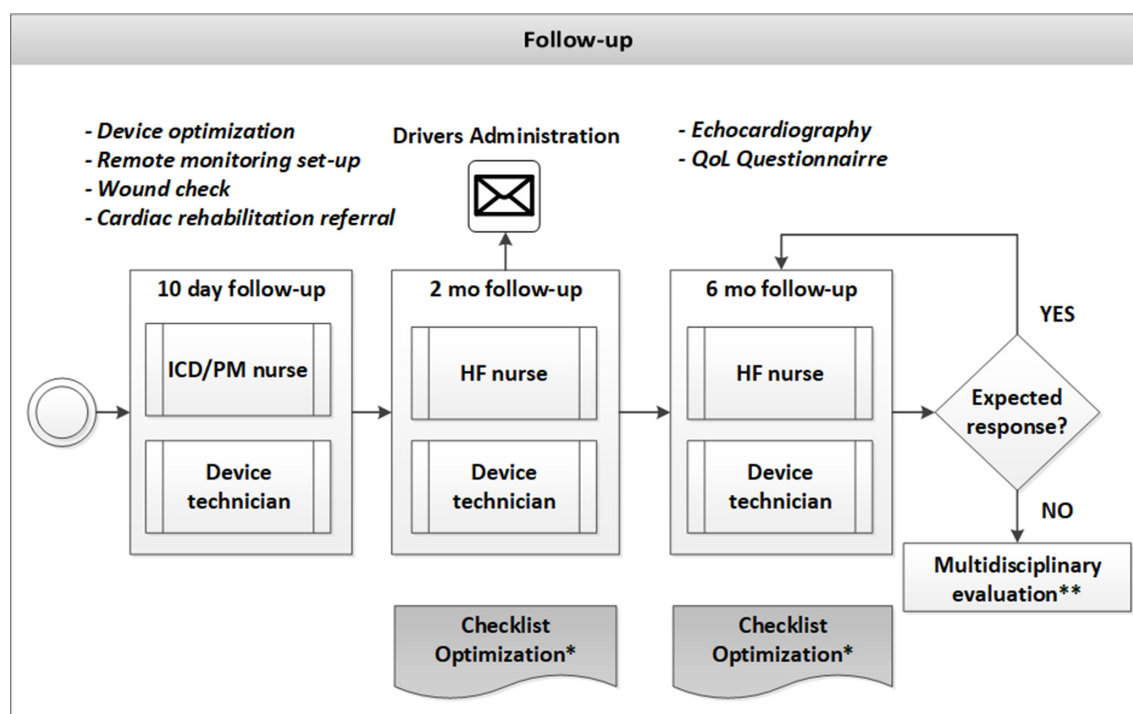 Follow-up
- Device optimization
- Remote monitoring set-up
- Wound check
- Cardiac rehabilitation referral
Drivers Administration
- Echocardiography
- QoL Questionnairre
10 day follow-up
ICD/PM nurse
Device
technician
2 mo follow-up
HF nurse
Device
technician
6 mo follow-up
HF nurse
Device
technician
YES
Expected
response?
NO
Multidisciplinary
evaluation**
Checklist
Optimization*
Checklist
Optimization*